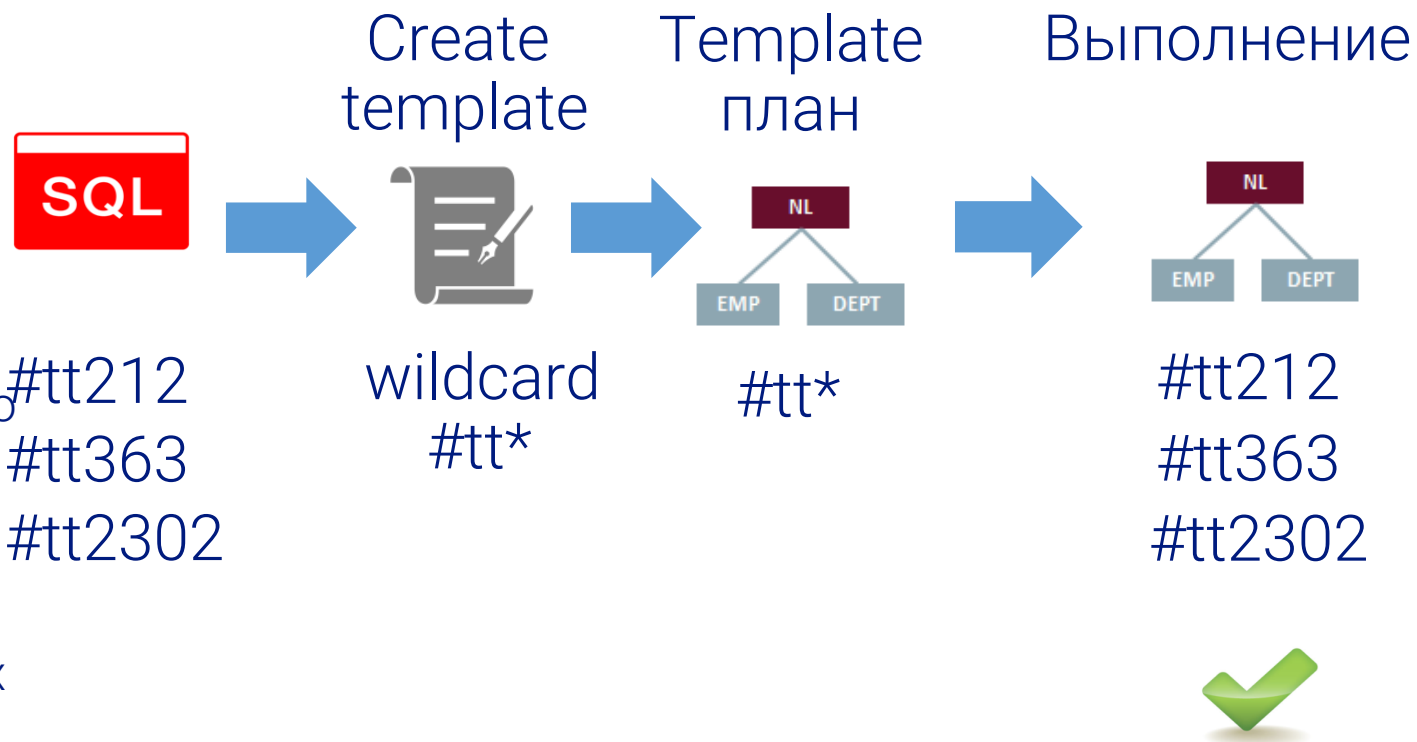 Create
template
Template
план
Выполнение
SQL
NL
EMP
DEPT
NL
EMP
DEPT
#tt212
#tt363
#tt2302
wildcard
#tt*
#tt*
#tt212
#tt363
#tt2302
х